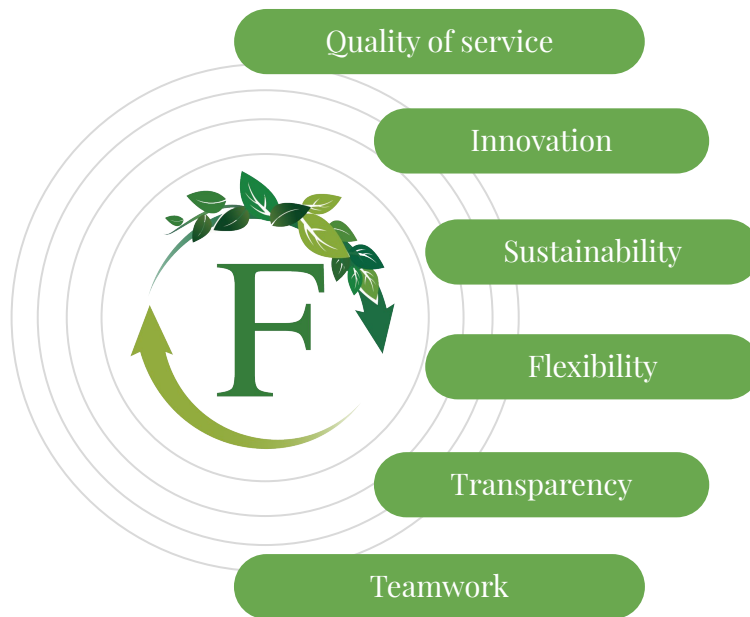 Quality of service
Innovation
Sustainability
F
Flexibility
Transparency
Teamwork